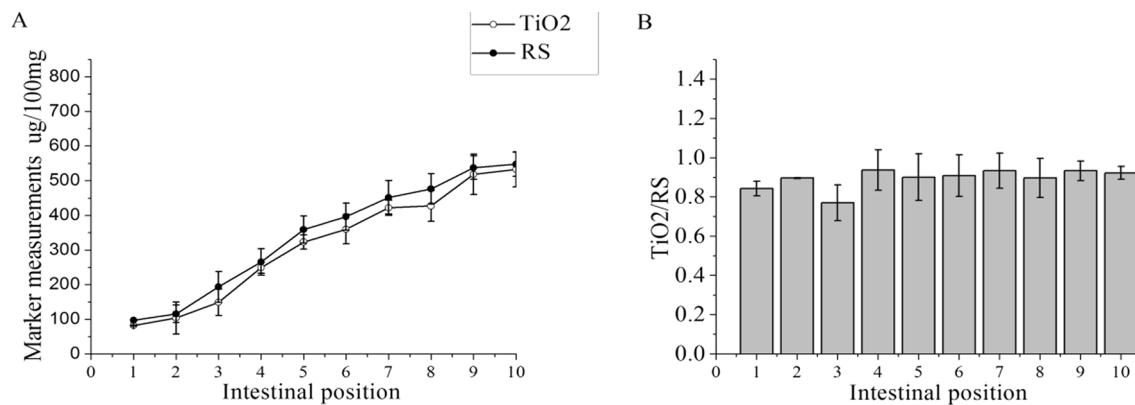 A
TiO2
RS
Marker measurements ug/100mg
800
700
600
500
400
300
200
100
0
0 1 2 3 4 5 6 7 8 9 10
Intestinal position
B
TiO2/RS
1.4
1.2
1.0
0.8
0.6
0.4
0.2
0.0
0 1 2 3 4 5 6 7 8 9 10
Intestinal position